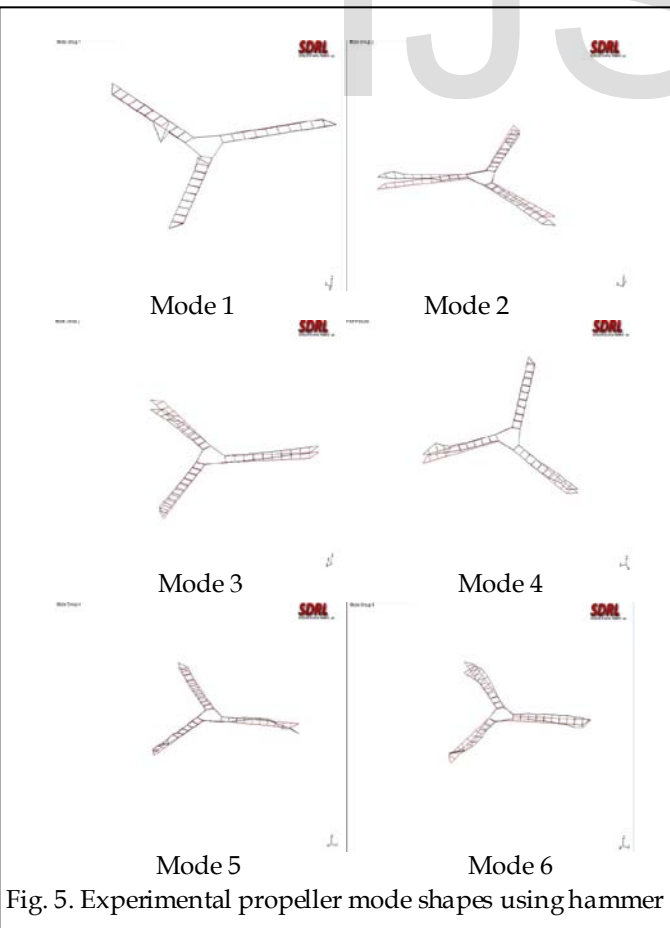 IJS
SDRL SDRL
Mode 1 Mode 2
SDRL SDRL
Mode 3 Mode 4
SDRL SDRL
Mode 5 Mode 6
Fig. 5. Experimental propeller mode shapes using hammer